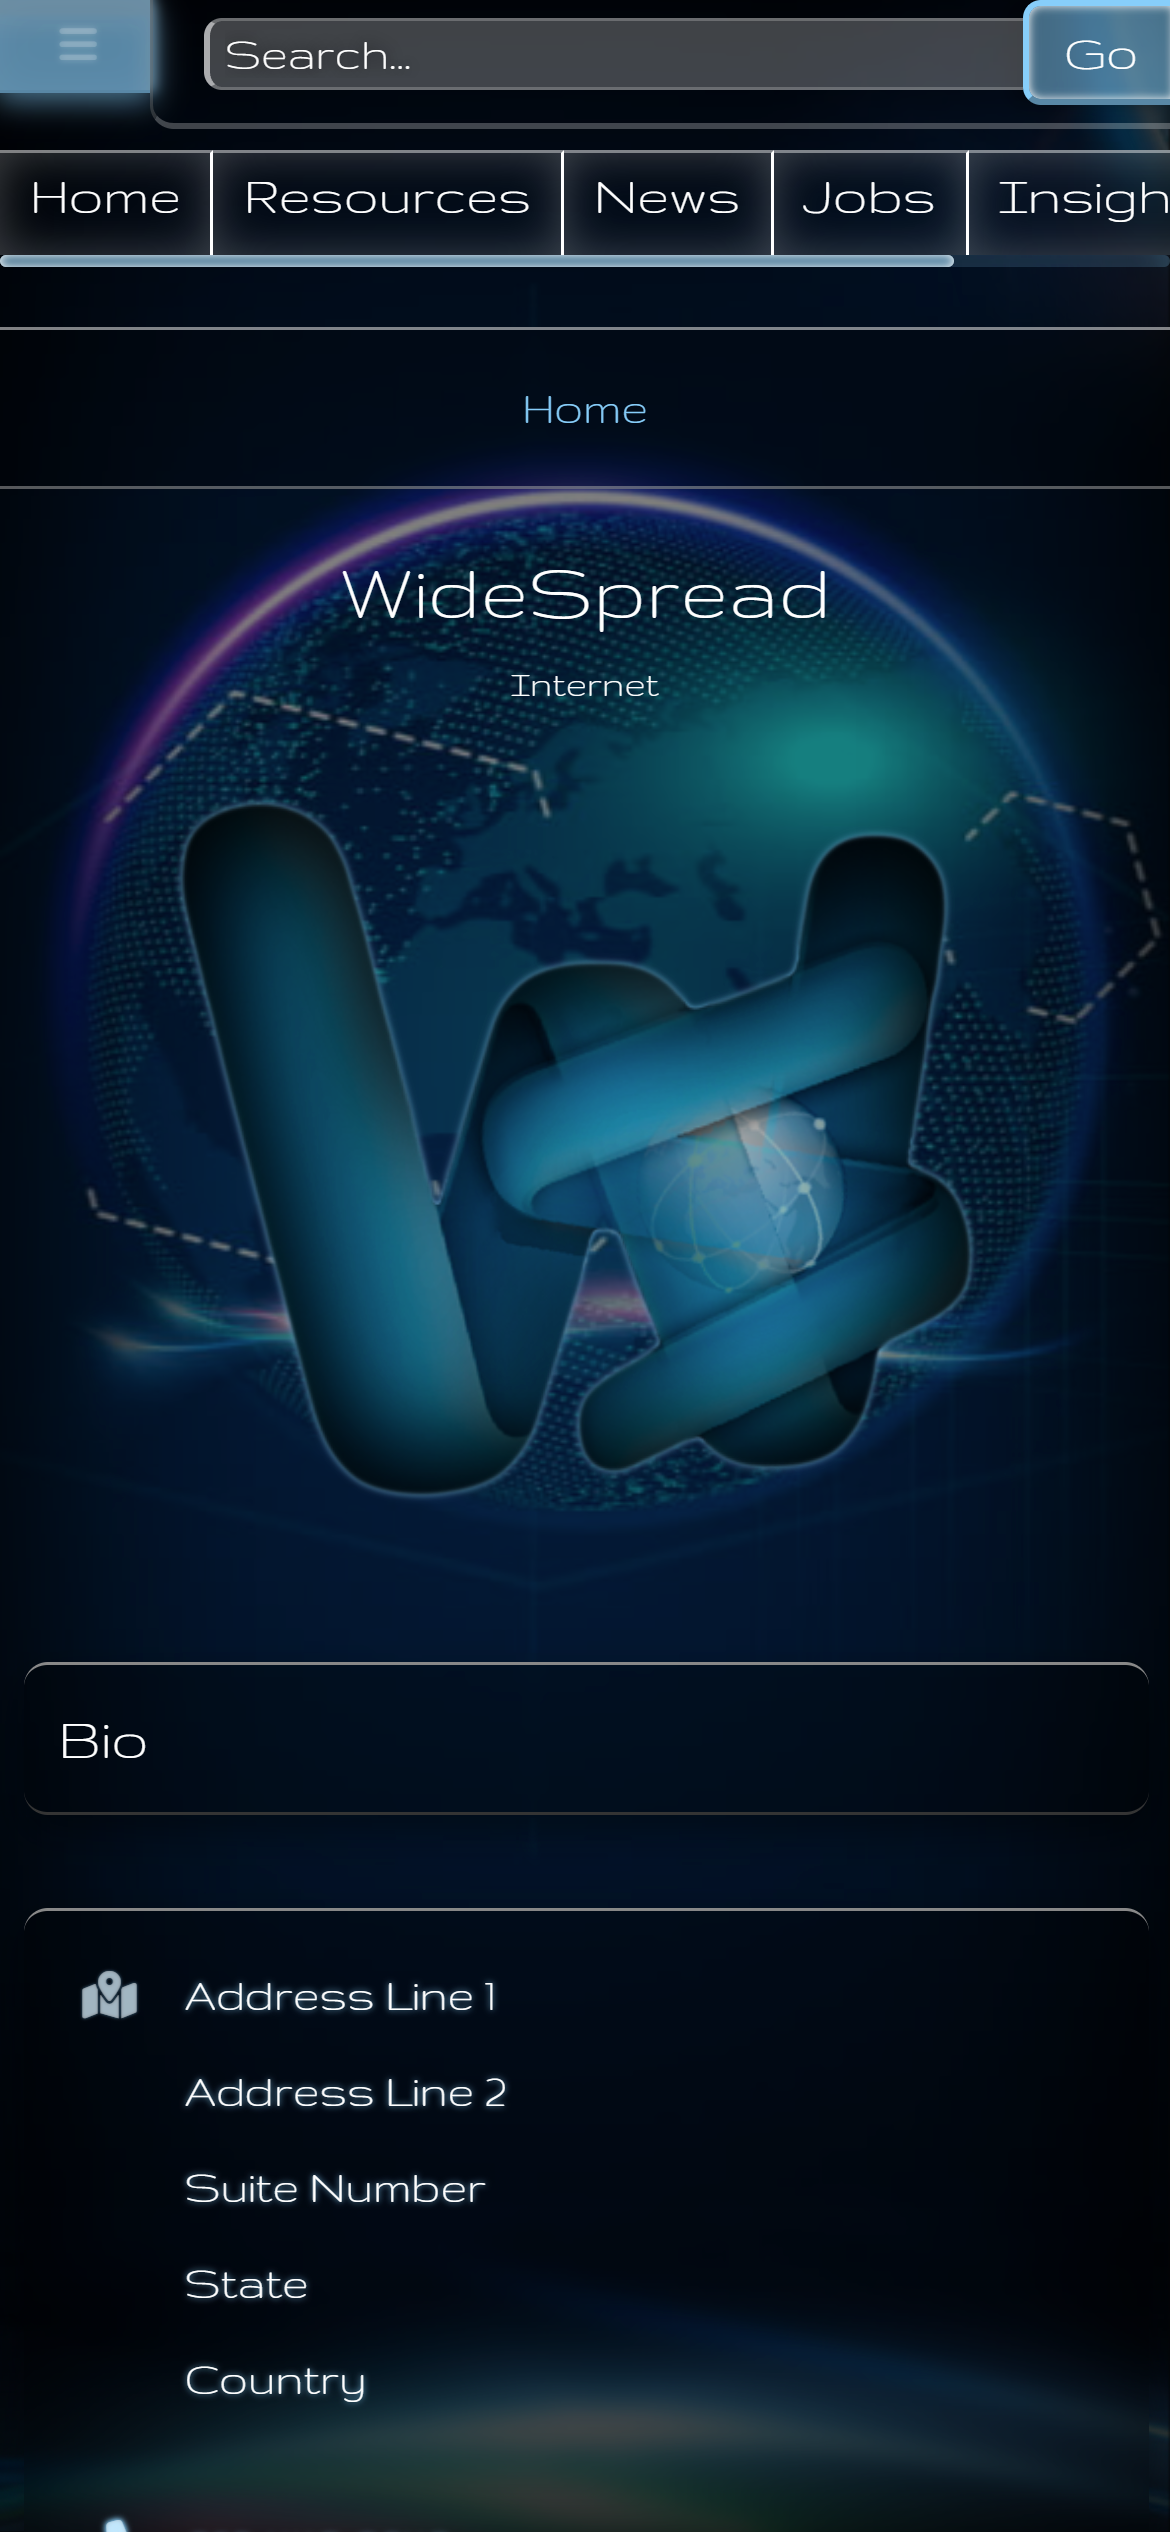 Search...
Go
Home
Resources
News
Jobs
Insigh
Home
WideSpread
Internet
Bio
Address Line 1
Address Line 2
Suite Number
State
Country